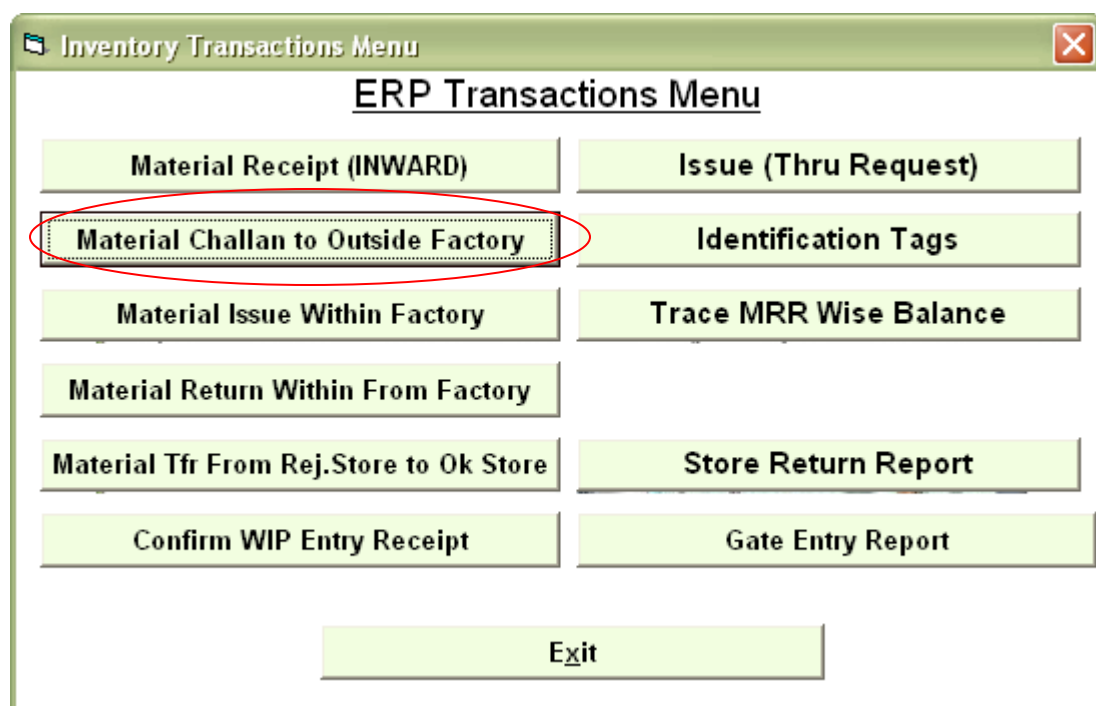 Inventory Transactions Menu
ERP Transactions Menu
Material Receipt (INWARD)
Issue (Thru Request)
Material Challan to Outside Factory
Identification Tags
Material Issue Within Factory
Trace MRR Wise Balance
Material Return Within From Factory
Material Tfr From Rej.Store to Ok Store
Store Return Report
Confirm WIP Entry Receipt
Gate Entry Report
Exit